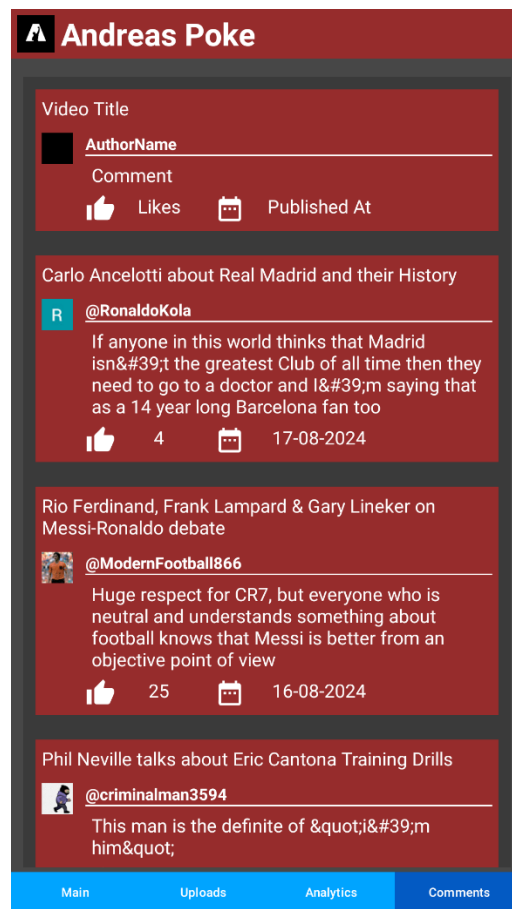 Andreas Poke
Video Title
AuthorName
Comment
Likes
Published At
Carlo Ancelotti about Real Madrid and their History
R
@RonaldoKola
If anyone in this world thinks that Madrid
isn&#39;t the greatest Club of all time then they
need to go to a doctor and I&#39;m saying that
as a 14 year long Barcelona fan too
4
17-08-2024
Rio Ferdinand, Frank Lampard & Gary Lineker on
Messi-Ronaldo debate
@ModernFootball866
Huge respect for CR7, but everyone who is
neutral and understands something about
football knows that Messi is better from an
objective point of view
25
16-08-2024
Phil Neville talks about Eric Cantona Training Drills
@criminalman3594
This man is the definite of &quot;i&#39;m
him&quot;
Main
Uploads
Analytics
Comments